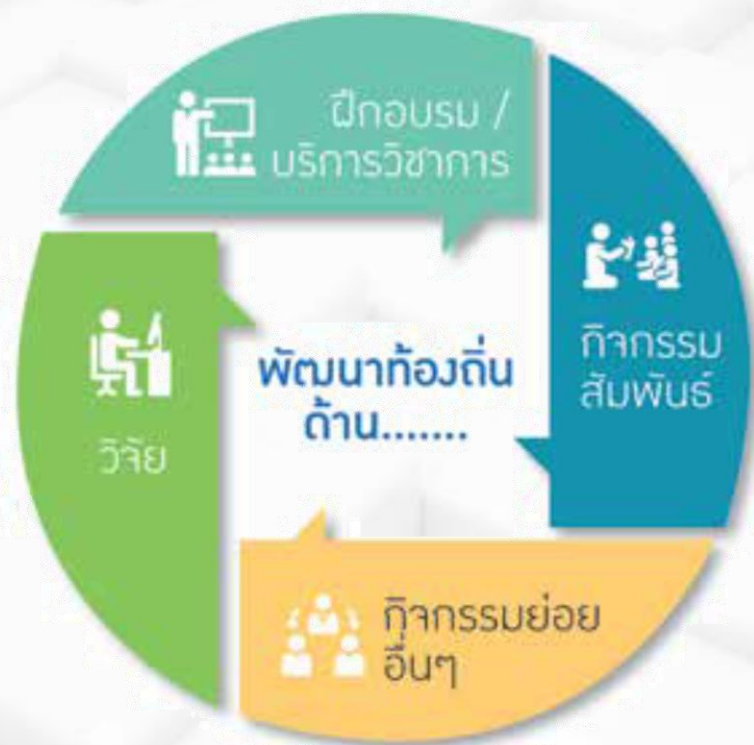 ฝึกอบรม /
บริการวิชาการ
กิจกรรม
สัมพันธ์
พัฒนาท้องถิ่น
ด้าน.......
วิจัย
กิจกรรมย่อย
อื่นๆ